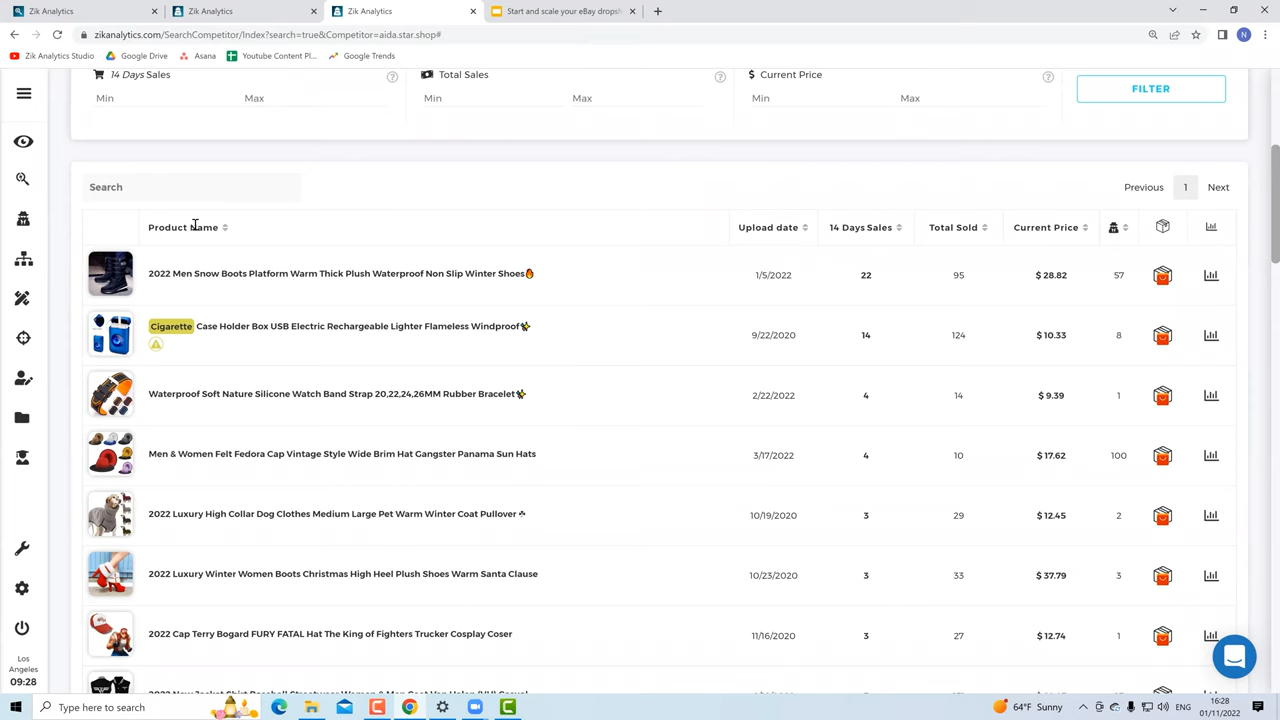 Zik Analytics
Zik Analytics
Zik Analytics
Start and scale your eBay dropsh
zikanalytics.com/SearchCompetitor/Index?search=true&Competitor=aida.star.shop#
N
Zik Analytics Studio
Google Drive
Asana
Youtube Content Pl...
Google Trends
14 Days Sales
Total Sales
$ Current Price
Min Max
Min Max
Min Max
FILTER
Search
Previous 1 Next
Product Name
Upload date
14 Days Sales
Total Sold
Current Price
2022 Men Snow Boots Platform Warm Thick Plush Waterproof Non Slip Winter Shoes🔥
1/5/2022 22 95 $ 28.82 57
Cigarette Case Holder Box USB Electric Rechargeable Lighter Flameless Windproof✨
9/22/2020 14 124 $ 10.33 8
Waterproof Soft Nature Silicone Watch Band Strap 20,22,24,26MM Rubber Bracelet✨
2/22/2022 4 14 $ 9.39 1
Men & Women Felt Fedora Cap Vintage Style Wide Brim Hat Gangster Panama Sun Hats
3/17/2022 4 10 $ 17.62 100
2022 Luxury High Collar Dog Clothes Medium Large Pet Warm Winter Coat Pullover ☘
10/19/2020 3 29 $ 12.45 2
2022 Luxury Winter Women Boots Christmas High Heel Plush Shoes Warm Santa Clause
10/23/2020 3 33 $ 37.79 3
2022 Cap Terry Bogard FURY FATAL Hat The King of Fighters Trucker Cosplay Coser
11/16/2020 3 27 $ 12.74 1
Los
Angeles
09:28
Type here to search
64°F Sunny
ENG
16:28
01/11/2022